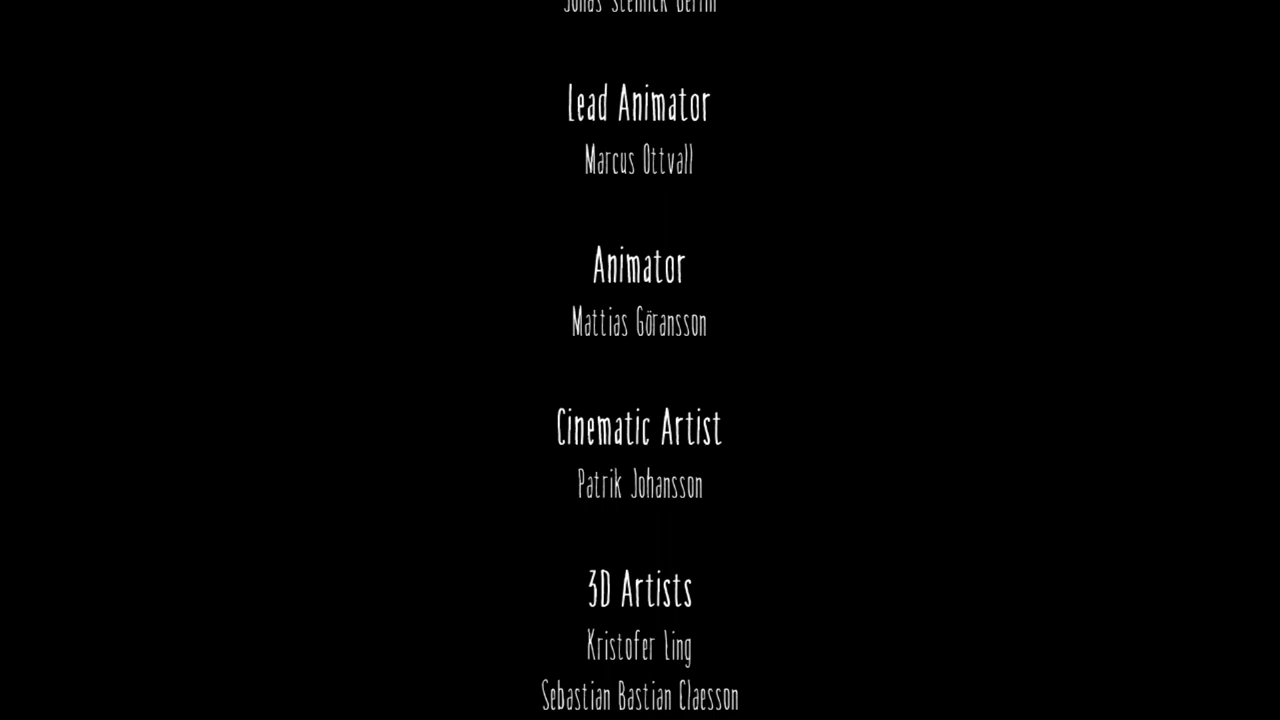 Lead Animator
Marcus Ottvall
Animator
Mattias Göransson
Cinematic Artist
Patrik Johansson
3D Artists
Kristofer Ling
Sebastian Bastian Claesson